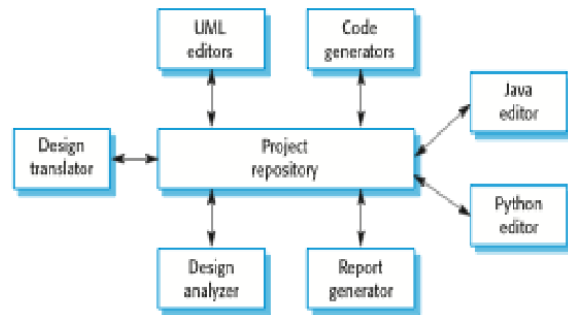 UML
editors
Code
generators
Java
editor
Design
translator
Project
repository
Python
editor
Design
analyzer
Report
generator